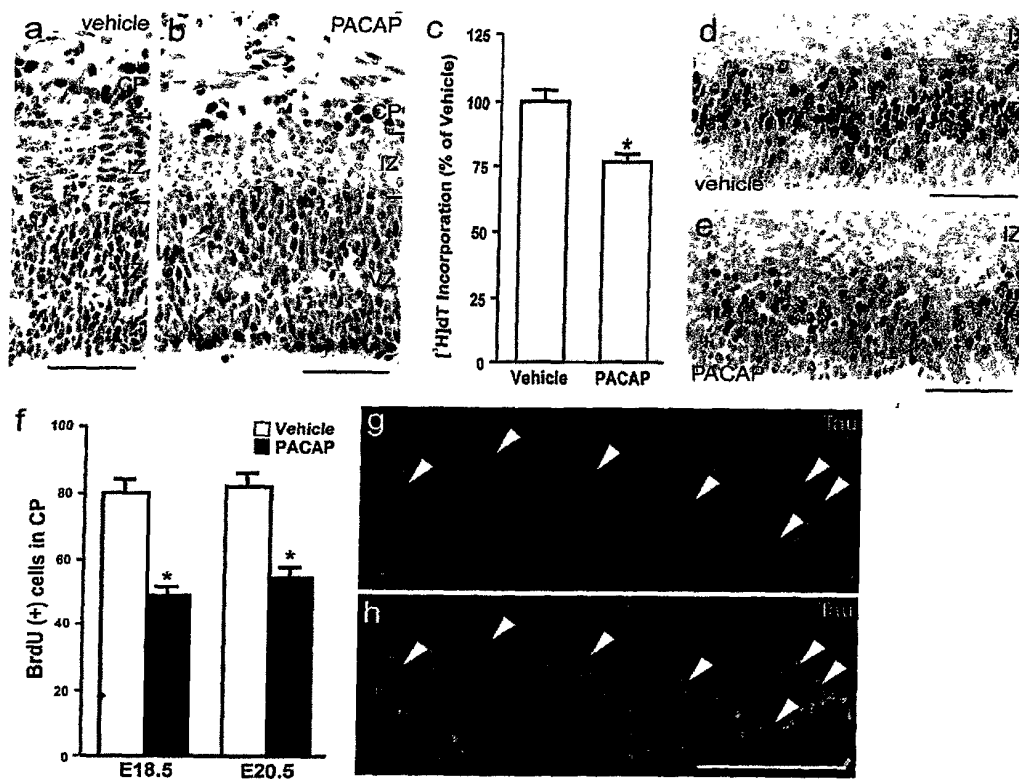 a
vehicle
CP
IZ
VZ
b
PACAP
CP
IZ
VZ
c
[³H]dT Incorporation (% of Vehicle)
125
100
75
50
25
0
*
Vehicle
PACAP
d
IZ
vehicle
e
IZ
PACAP
f
BrdU (+) cells in CP
100
80
60
40
20
0
Vehicle
PACAP
*
*
E18.5
E20.5
g
Tau
h
Tau